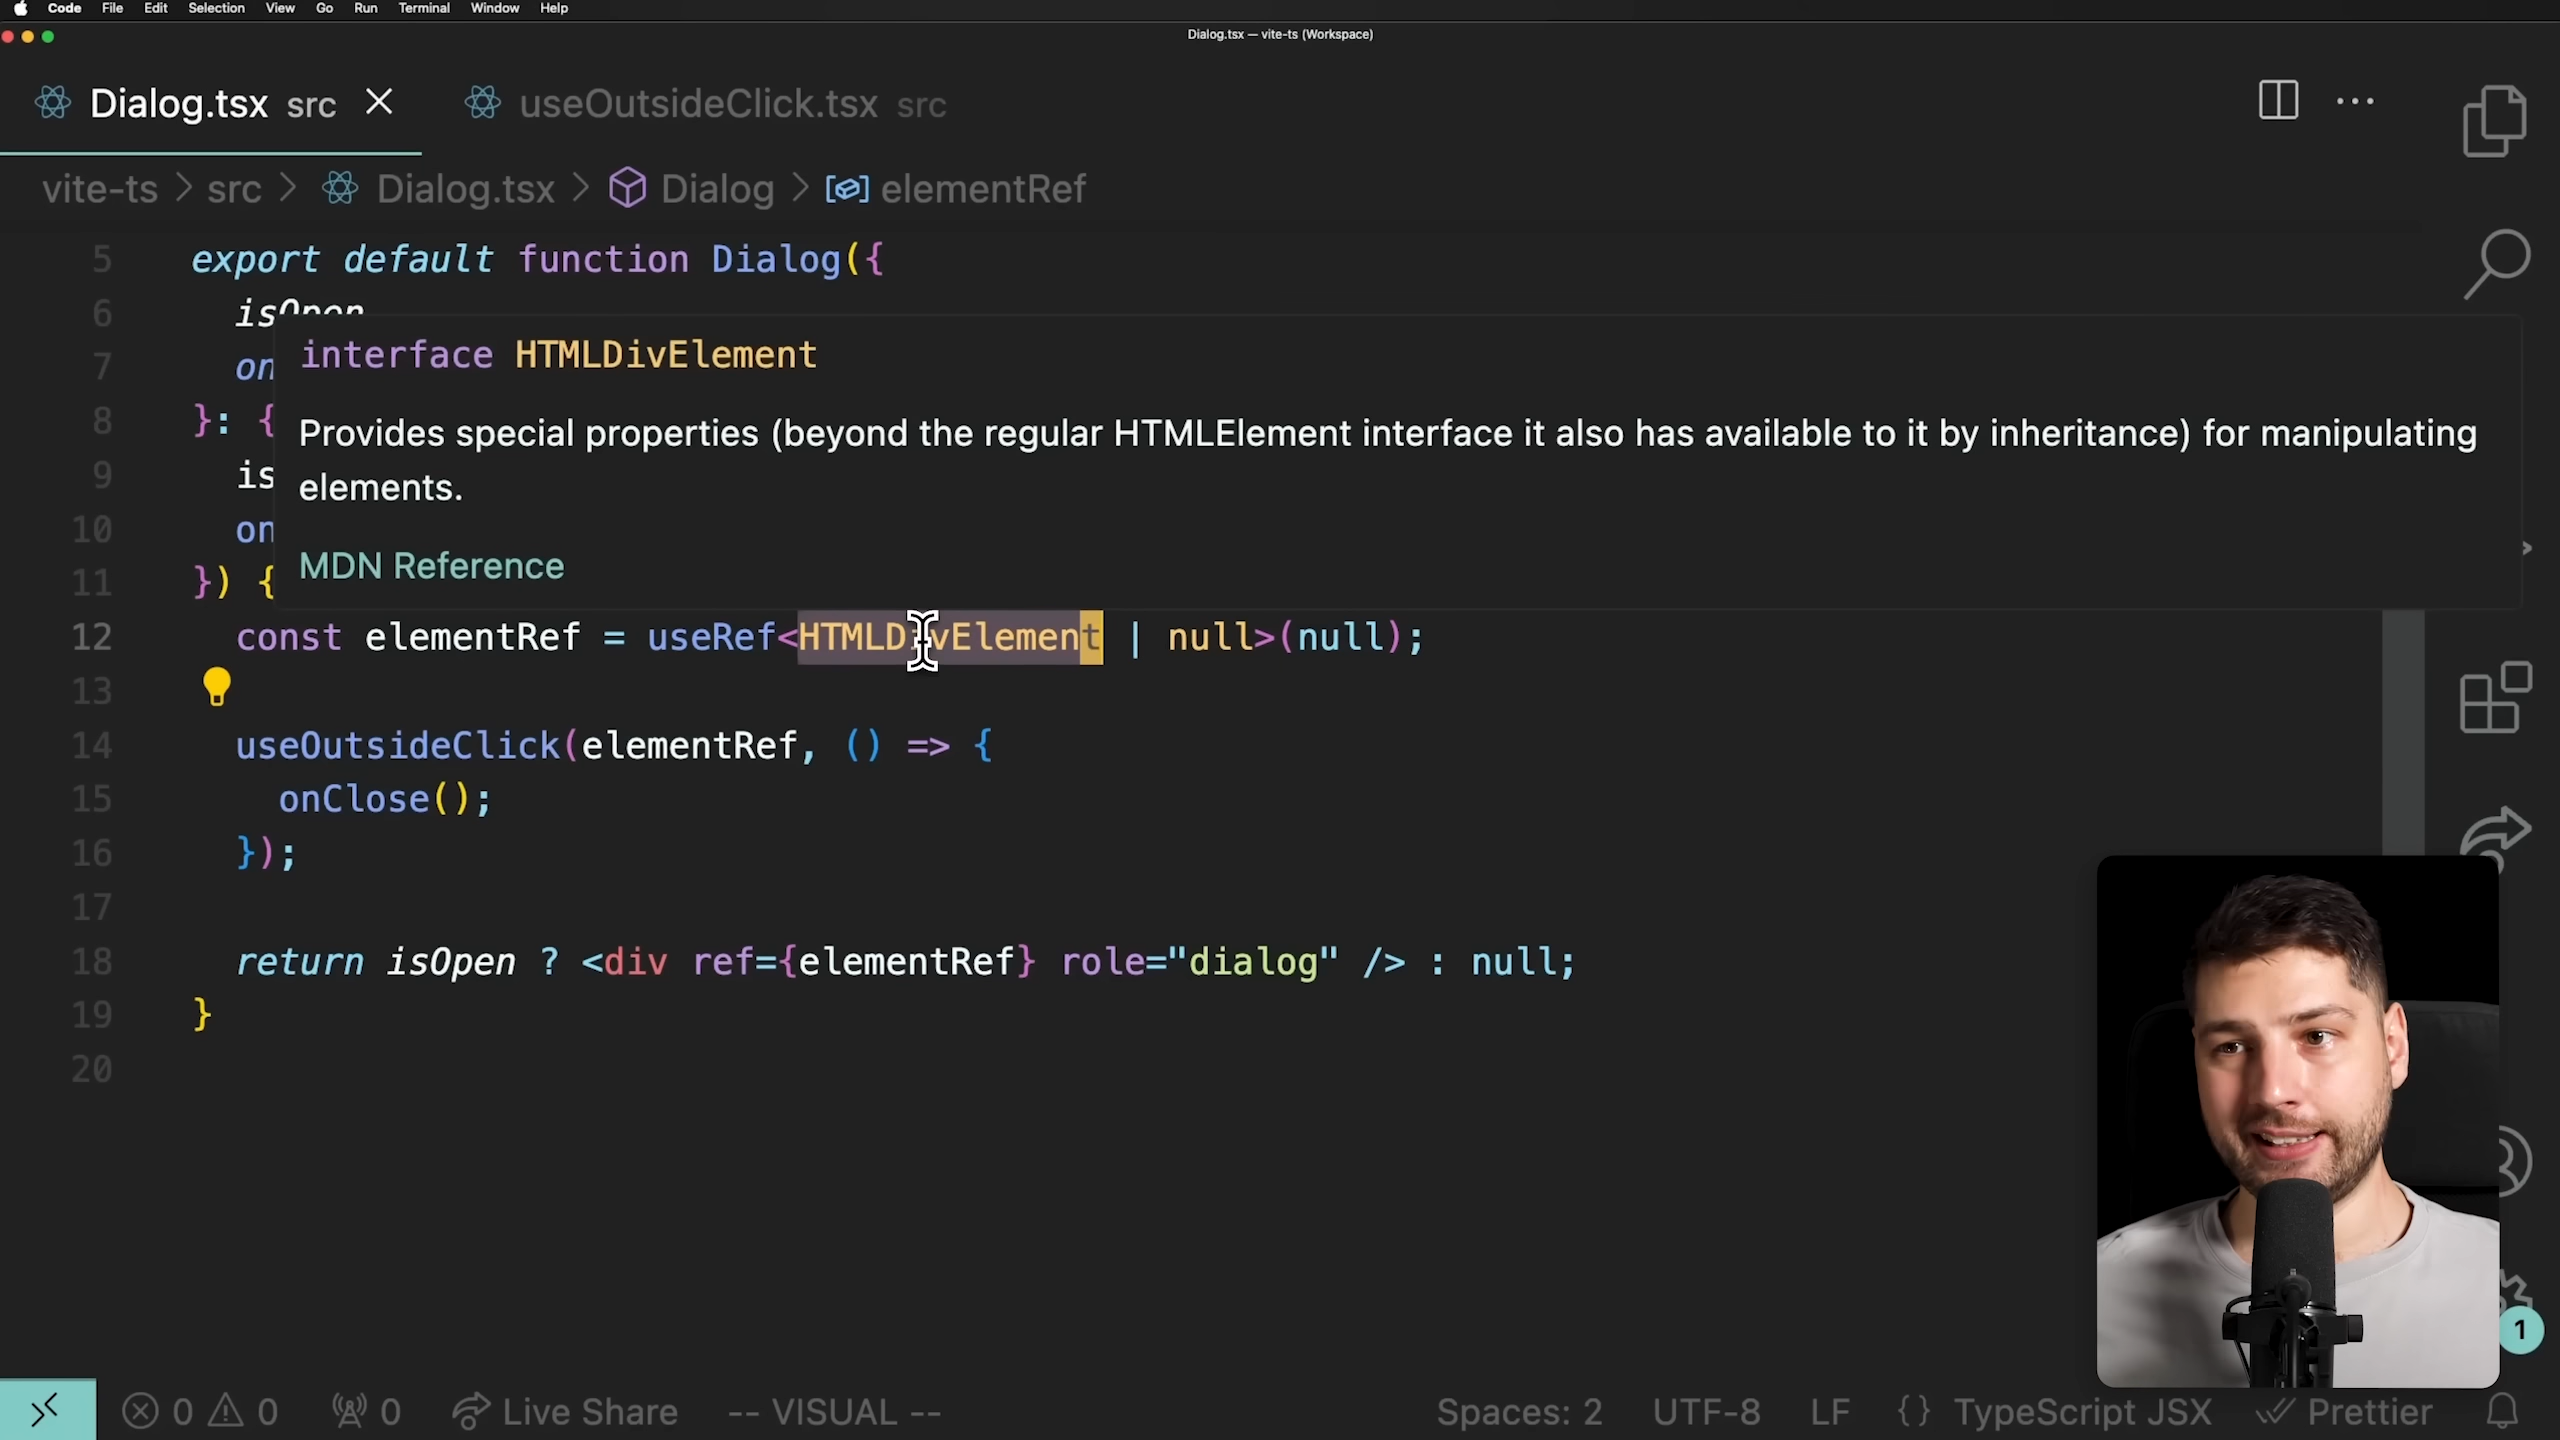 Code File Edit Selection View Go Run Terminal Window Help
Dialog.tsx — vite-ts (Workspace)
Dialog.tsx src useOutsideClick.tsx src
vite-ts > src > Dialog.tsx > Dialog > elementRef
5 export default function Dialog({
6 isOpen
7 on
interface HTMLDivElement
8 }: {
Provides special properties (beyond the regular HTMLElement interface it also has available to it by inheritance) for manipulating
9 is
elements.
10 on
MDN Reference
11 }) {
12 const elementRef = useRef<HTMLDivElement | null>(null);
13
14 useOutsideClick(elementRef, () => {
15 onClose();
16 });
17
18 return isOpen ? <div ref={elementRef} role="dialog" /> : null;
19 }
20
1
0 0 0 Live Share -- VISUAL -- Spaces: 2 UTF-8 LF {} TypeScript JSX Prettier